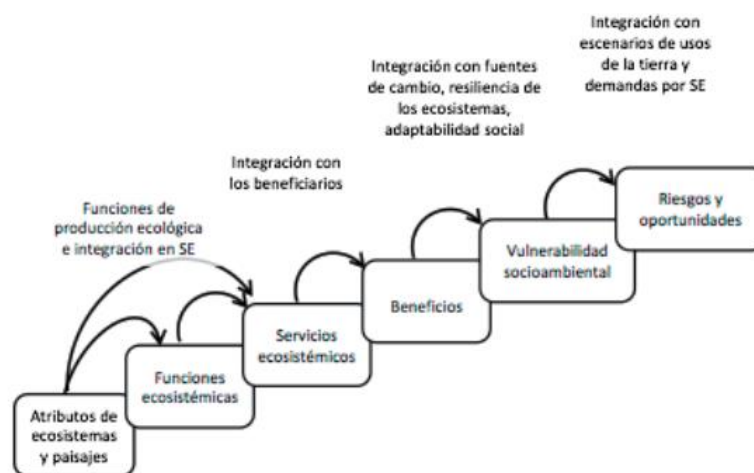 Integración con
escenarios de usos
de la tierra y
demandas por SE
Integración con fuentes
de cambio, resiliencia de
los ecosistemas,
adaptabilidad social
Integración con
los beneficiarios
Funciones de
producción ecológica
e integración en SE
Riesgos y
oportunidades
Vulnerabilidad
socioambiental
Beneficios
Servicios
ecosistémicos
Funciones
ecosistémicas
Atributos de
ecosistemas
y paisajes